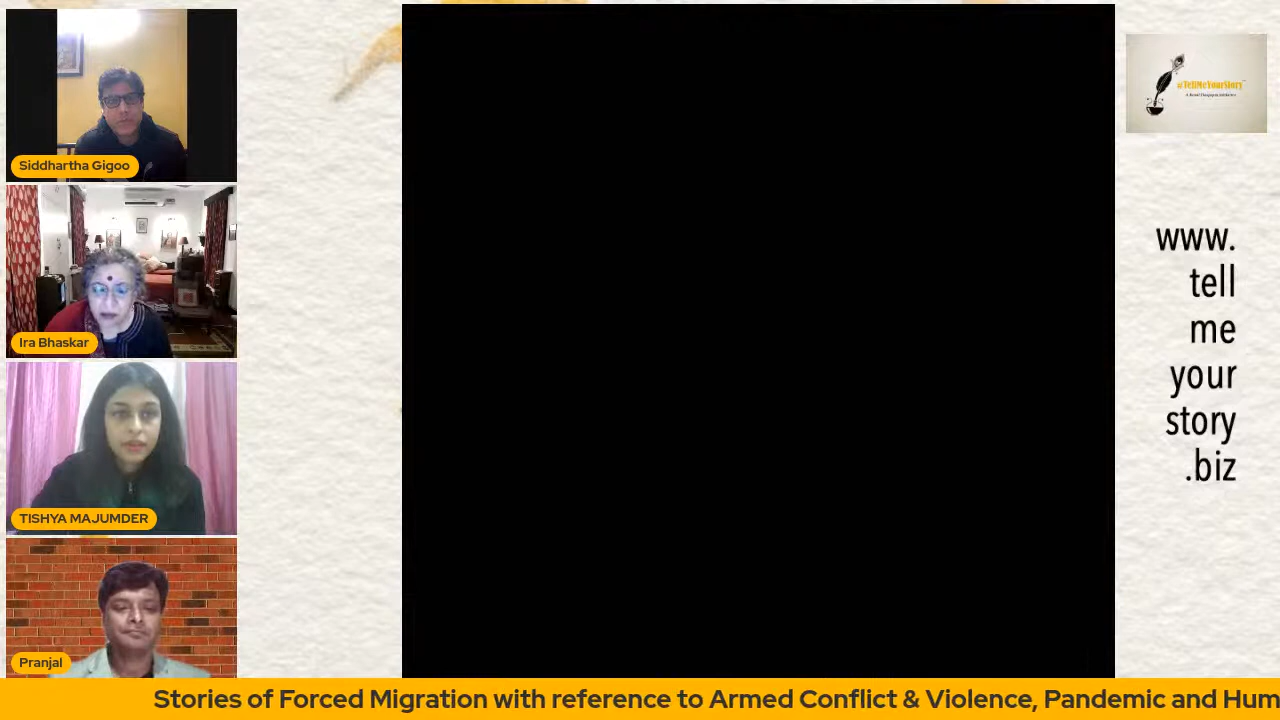 Siddhartha Gigoo
Ira Bhaskar
TISHYA MAJUMDER
Pranjal
#TellMeYourStory
www.
tell
me
your
story
.biz
Stories of Forced Migration with reference to Armed Conflict & Violence, Pandemic and Hum